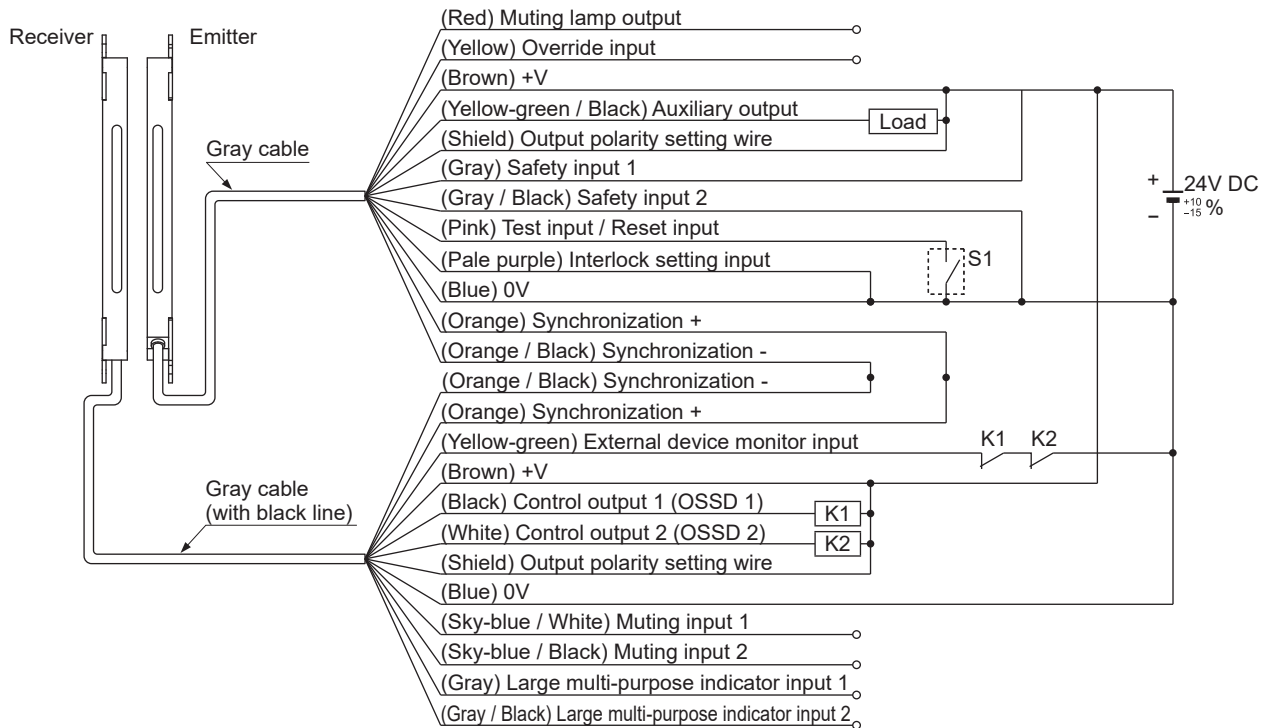 Receiver
Emitter
Gray cable
Gray cable
(with black line)
(Red) Muting lamp output
(Yellow) Override input
(Brown) +V
(Yellow-green / Black) Auxiliary output
Load
(Shield) Output polarity setting wire
(Gray) Safety input 1
(Gray / Black) Safety input 2
(Pink) Test input / Reset input
S1
(Pale purple) Interlock setting input
(Blue) 0V
+
24V DC
+10
-15 %
−
(Orange) Synchronization +
(Orange / Black) Synchronization -
(Orange / Black) Synchronization -
(Orange) Synchronization +
(Yellow-green) External device monitor input
K1
K2
(Brown) +V
(Black) Control output 1 (OSSD 1)
K1
(White) Control output 2 (OSSD 2)
K2
(Shield) Output polarity setting wire
(Blue) 0V
(Sky-blue / White) Muting input 1
(Sky-blue / Black) Muting input 2
(Gray) Large multi-purpose indicator input 1
(Gray / Black) Large multi-purpose indicator input 2